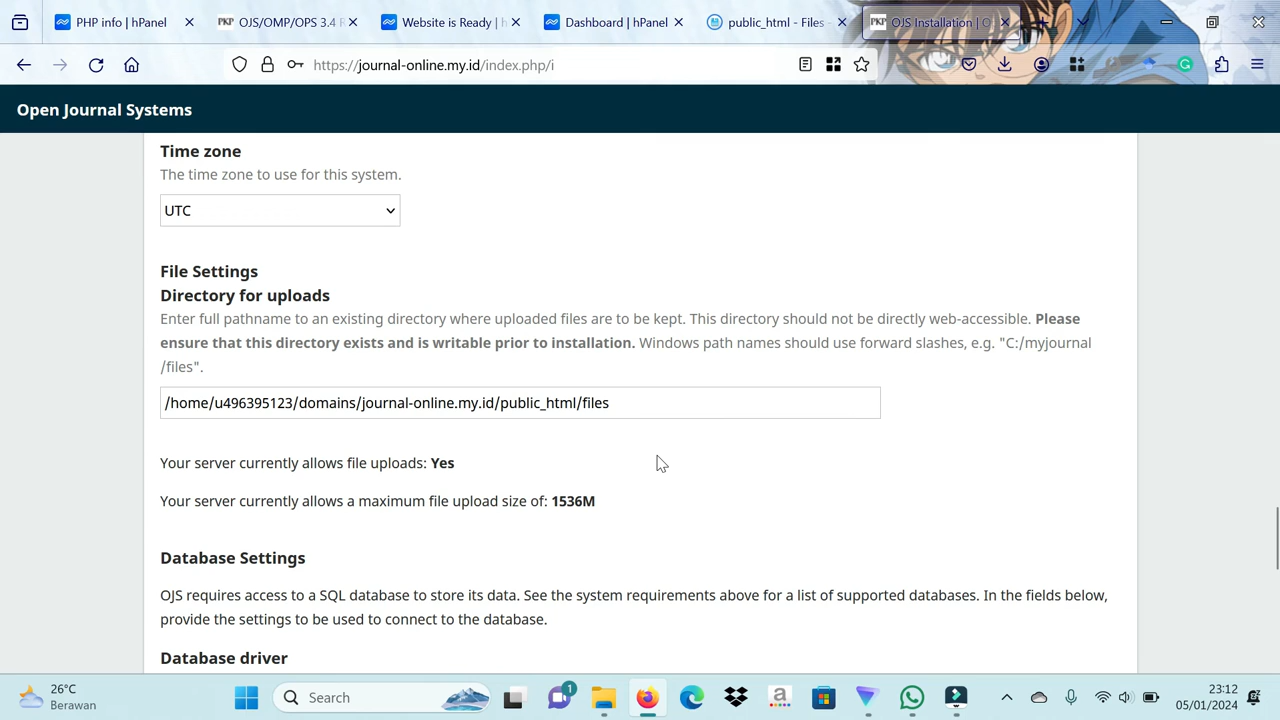 PHP info | hPanel
PKP OJS/OMP/OPS 3.4 R
Website is Ready | h
Dashboard | hPanel
public_html - Files -
PKP OJS Installation | O
https://journal-online.my.id/index.php/i
Open Journal Systems
Time zone
The time zone to use for this system.
UTC
File Settings
Directory for uploads
Enter full pathname to an existing directory where uploaded files are to be kept. This directory should not be directly web-accessible. Please
ensure that this directory exists and is writable prior to installation. Windows path names should use forward slashes, e.g. "C:/myjournal
/files".
/home/u496395123/domains/journal-online.my.id/public_html/files
Your server currently allows file uploads: Yes
Your server currently allows a maximum file upload size of: 1536M
Database Settings
OJS requires access to a SQL database to store its data. See the system requirements above for a list of supported databases. In the fields below,
provide the settings to be used to connect to the database.
Database driver
26°C
Berawan
Search
1
23:12
05/01/2024